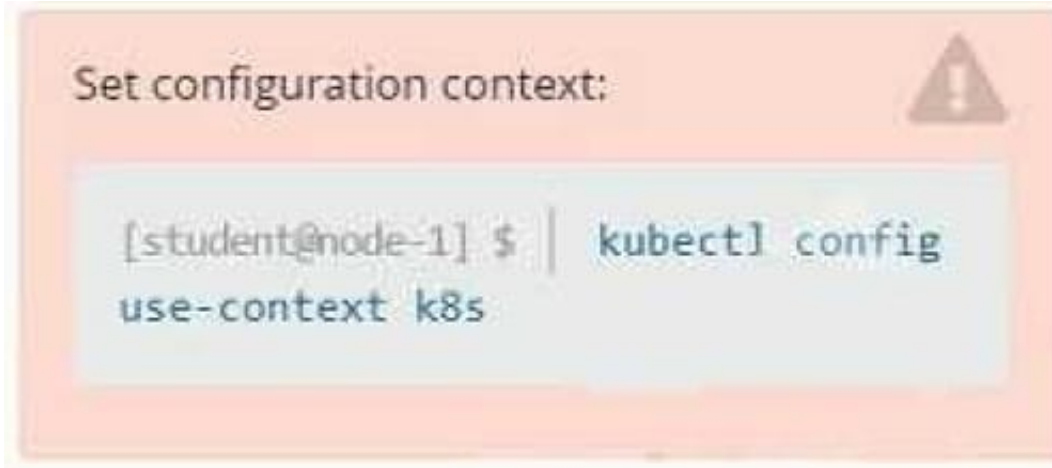 Set configuration context:
[student@node-1] $ | kubectl config
use-context k8s